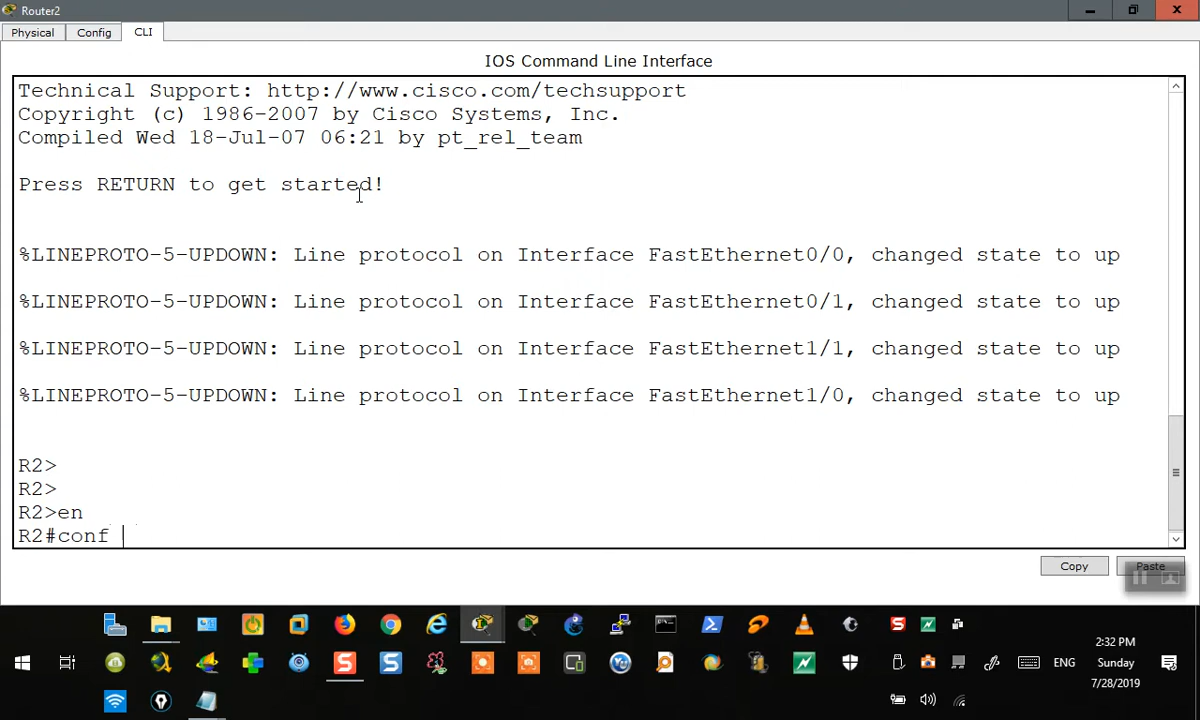 Router2
Physical
Config
CLI
IOS Command Line Interface
Technical Support: http://www.cisco.com/techsupport
Copyright (c) 1986-2007 by Cisco Systems, Inc.
Compiled Wed 18-Jul-07 06:21 by pt_rel_team
Press RETURN to get started!
%LINEPROTO-5-UPDOWN: Line protocol on Interface FastEthernet0/0, changed state to up
%LINEPROTO-5-UPDOWN: Line protocol on Interface FastEthernet0/1, changed state to up
%LINEPROTO-5-UPDOWN: Line protocol on Interface FastEthernet1/1, changed state to up
%LINEPROTO-5-UPDOWN: Line protocol on Interface FastEthernet1/0, changed state to up
R2>
R2>
R2>en
R2#conf
Copy
Paste
2:32 PM
ENG
Sunday
7/28/2019